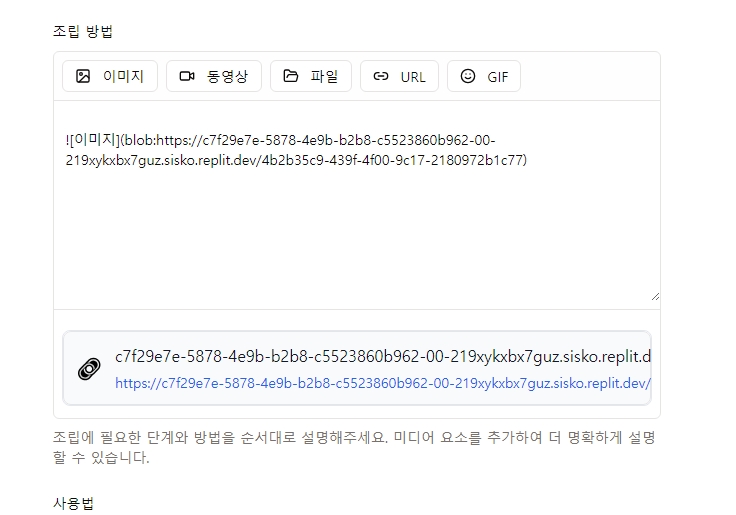 조립 방법
이미지
동영상
파일
URL
GIF
![이미지](blob:https://c7f29e7e-5878-4e9b-b2b8-c5523860b962-00-
219xykxbx7guz.sisko.replit.dev/4b2b35c9-439f-4f00-9c17-2180972b1c77)
c7f29e7e-5878-4e9b-b2b8-c5523860b962-00-219xykxbx7guz.sisko.replit.d
https://c7f29e7e-5878-4e9b-b2b8-c5523860b962-00-219xykxbx7guz.sisko.replit.dev/
조립에 필요한 단계와 방법을 순서대로 설명해주세요. 미디어 요소를 추가하여 더 명확하게 설명
할 수 있습니다.
사용법